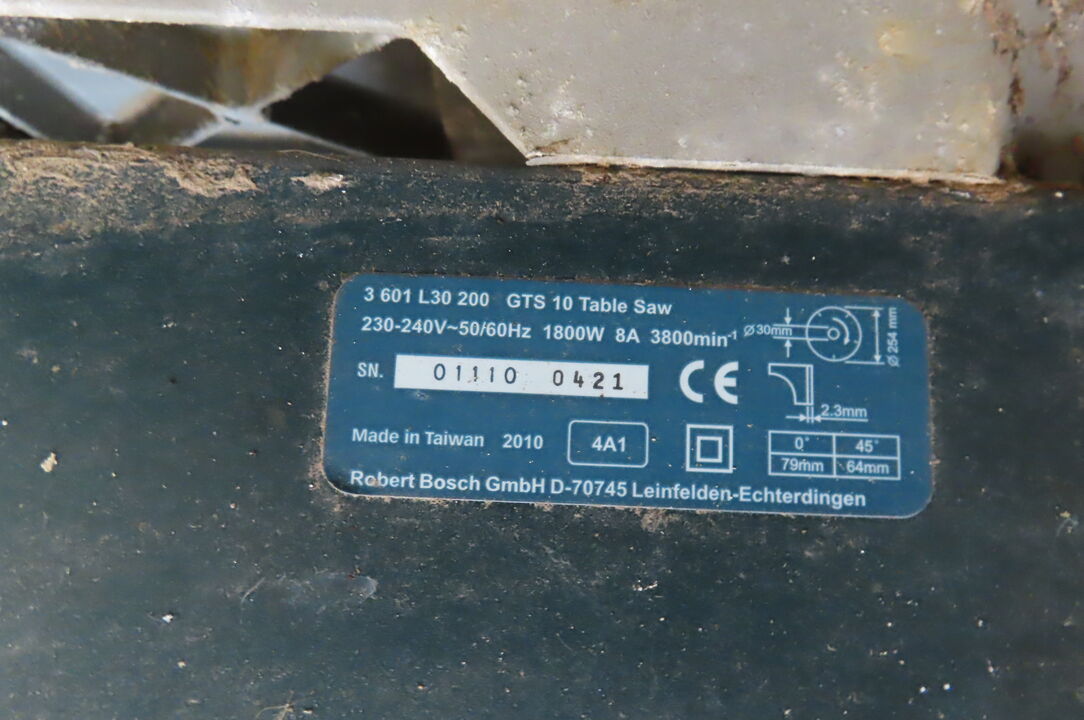 3 601 L30 200 GTS 10 Table Saw
230-240V~50/60Hz 1800W 8A 3800min-1
Ø30mm
Ø 254 mm
SN. 01110 0421
CE
2.3mm
Made in Taiwan 2010 4A1
0° 45°
79mm 64mm
Robert Bosch GmbH D-70745 Leinfelden-Echterdingen